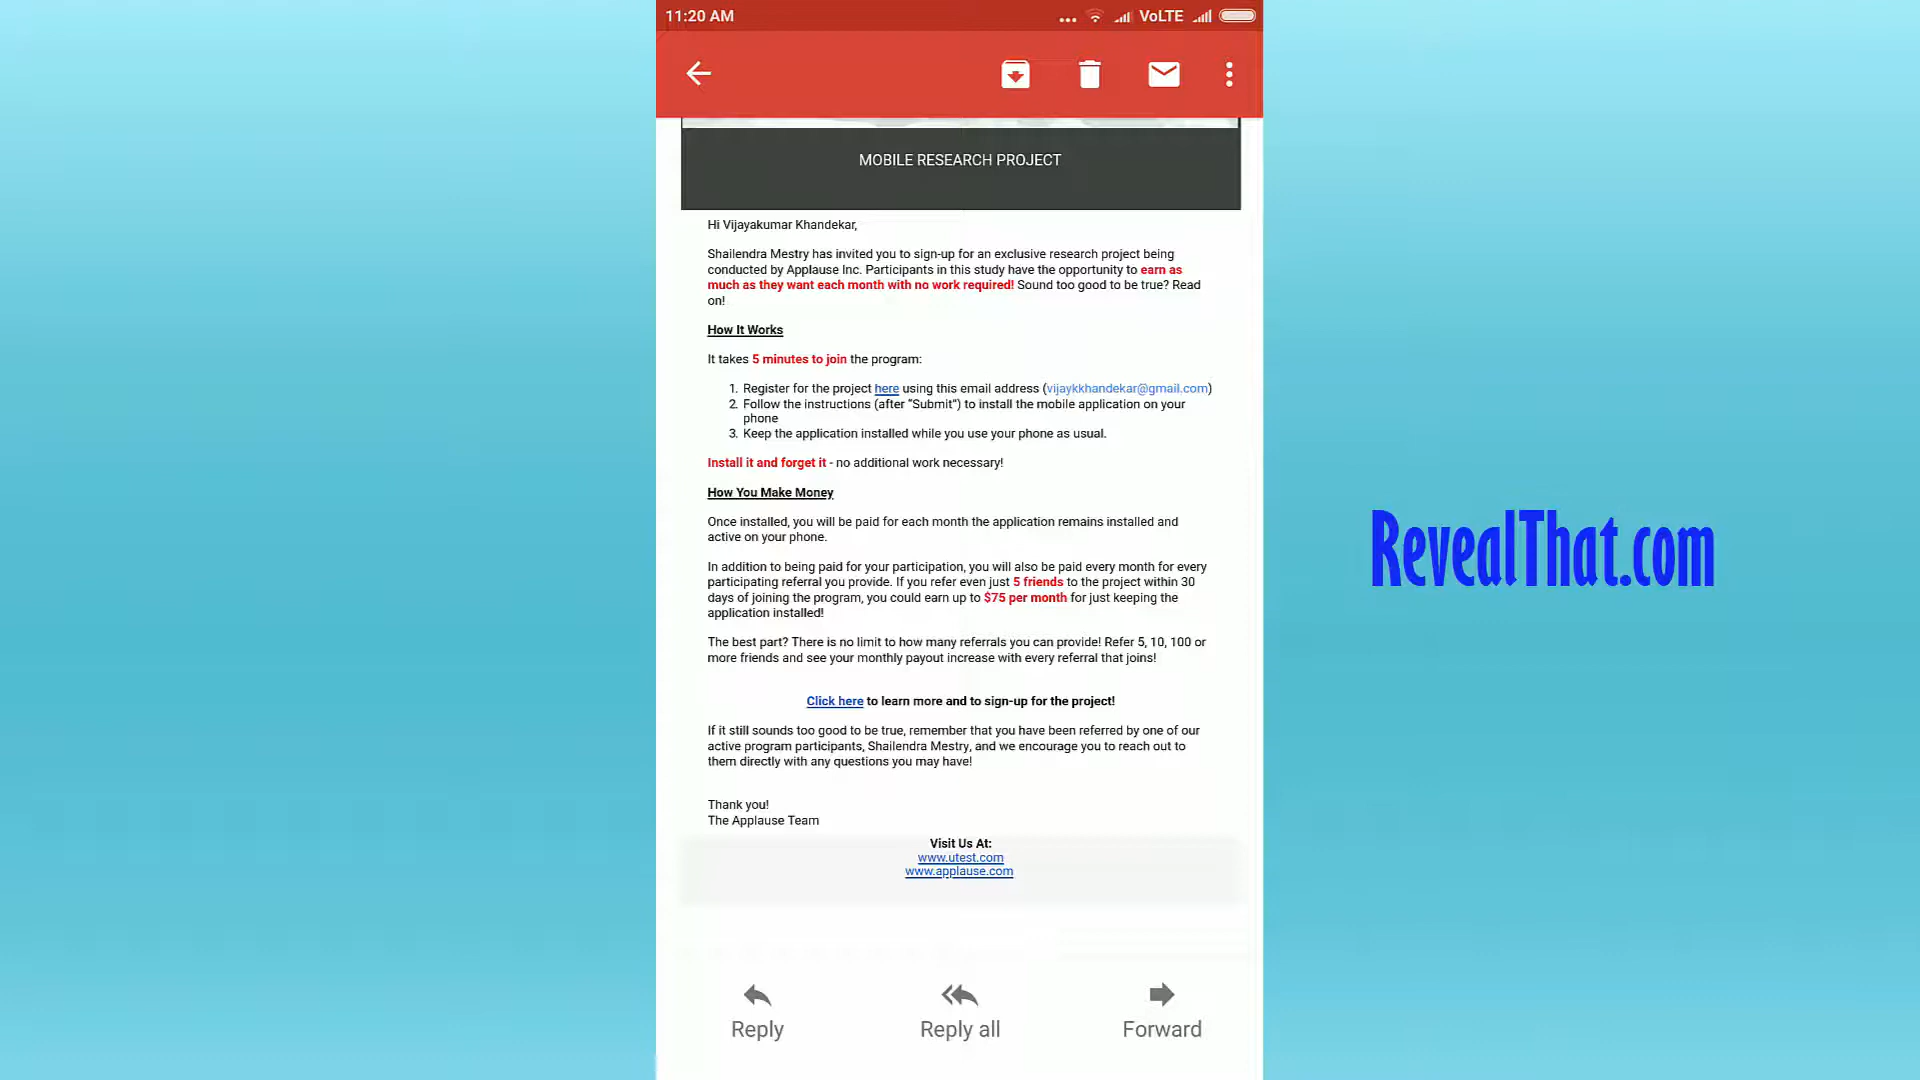 11:20 AM
VoLTE
MOBILE RESEARCH PROJECT
Hi Vijayakumar Khandekar,
Shailendra Mestry has invited you to sign-up for an exclusive research project being
conducted by Applause Inc. Participants in this study have the opportunity to earn as
much as they want each month with no work required! Sound too good to be true? Read
on!
How It Works
It takes 5 minutes to join the program:
1. Register for the project here using this email address (vijaykkhandekar@gmail.com)
2. Follow the instructions (after “Submit”) to install the mobile application on your
phone
3. Keep the application installed while you use your phone as usual.
Install it and forget it - no additional work necessary!
How You Make Money
Once installed, you will be paid for each month the application remains installed and
active on your phone.
In addition to being paid for your participation, you will also be paid every month for every
participating referral you provide. If you refer even just 5 friends to the project within 30
days of joining the program, you could earn up to $75 per month for just keeping the
application installed!
The best part? There is no limit to how many referrals you can provide! Refer 5, 10, 100 or
more friends and see your monthly payout increase with every referral that joins!
Click here to learn more and to sign-up for the project!
If it still sounds too good to be true, remember that you have been referred by one of our
active program participants, Shailendra Mestry, and we encourage you to reach out to
them directly with any questions you may have!
Thank you!
The Applause Team
Visit Us At:
www.utest.com
www.applause.com
Reply
Reply all
Forward
RevealThat.com